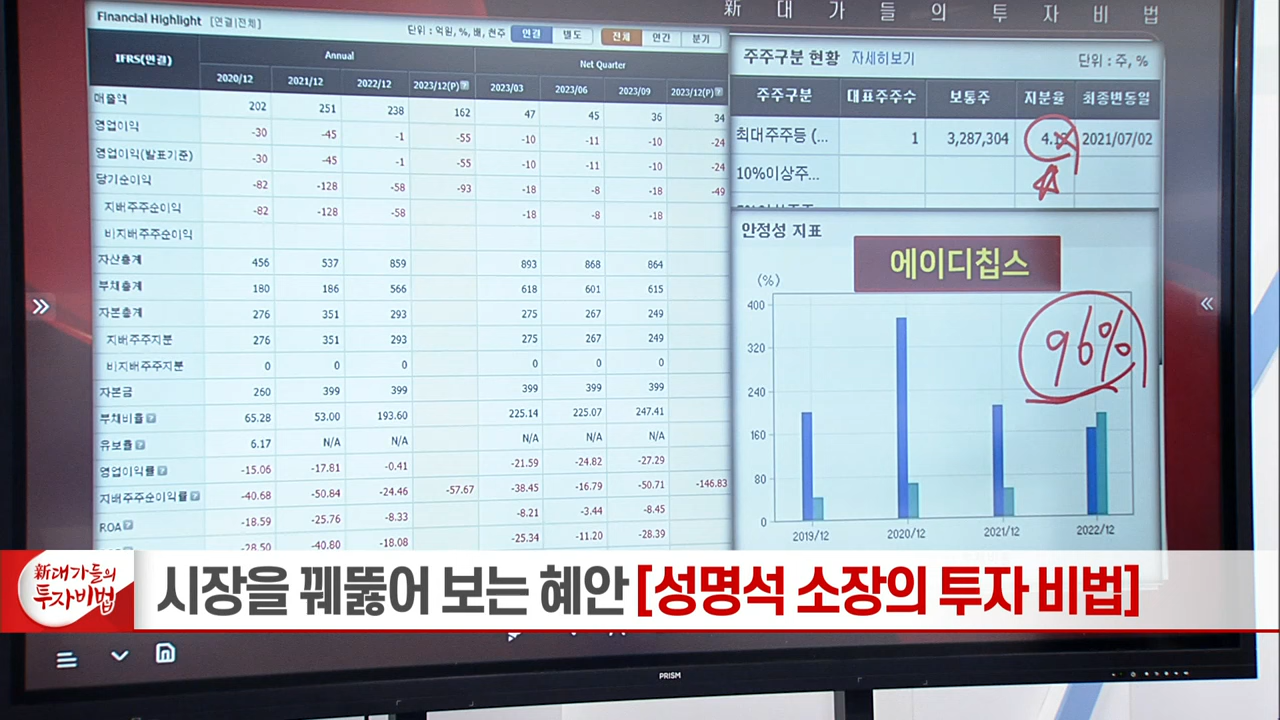 新 대 가 들 의 투 자 비 법
Financial Highlight [연결|전체]
단위 : 억원, %, 배, 천주 연결 별도 전체 연간 분기
IFRS(연결) Annual Net Quarter
2020/12 2021/12 2022/12 2023/12(P) 2023/03 2023/06 2023/09 2023/12(P)
매출액 202 251 238 162 47 45 36 34
영업이익 -30 -45 -1 -55 -10 -11 -10 -24
영업이익(발표기준) -30 -45 -1 -55 -10 -11 -10 -24
당기순이익 -82 -128 -58 -93 -18 -8 -18 -49
지배주주순이익 -82 -128 -58 -18 -8 -18
비지배주주순이익
자산총계 456 537 859 893 868 864
부채총계 180 186 566 618 601 615
자본총계 276 351 293 275 267 249
지배주주지분 276 351 293 275 267 249
비지배주주지분 0 0 0 0 0 0
자본금 260 399 399 399 399 399
부채비율 65.28 53.00 193.60 225.14 225.07 247.41
유보율 6.17 N/A N/A N/A N/A N/A
영업이익률 -15.06 -17.81 -0.41 -21.59 -24.82 -27.29
지배주주순이익률 -40.68 -50.84 -24.46 -57.67 -38.45 -16.79 -50.71 -146.83
ROA -18.59 -25.76 -8.33 -8.21 -3.44 -8.45
-28.50 -40.80 -18.08 -25.34 -11.20 -28.39
주주구분 현황 자세히보기 단위 : 주, %
주주구분 대표주주수 보통주 지분율 최종변동일
최대주주등 (... 1 3,287,304 2021/07/02
10%이상주...
안정성 지표
에이디칩스
(%)
400
320
240
160
80
0
2019/12 2020/12 2021/12 2022/12
96%
新대가들의
투자비법
시장을 꿰뚫어 보는 혜안 [성명석 소장의 투자 비법]
PRISM